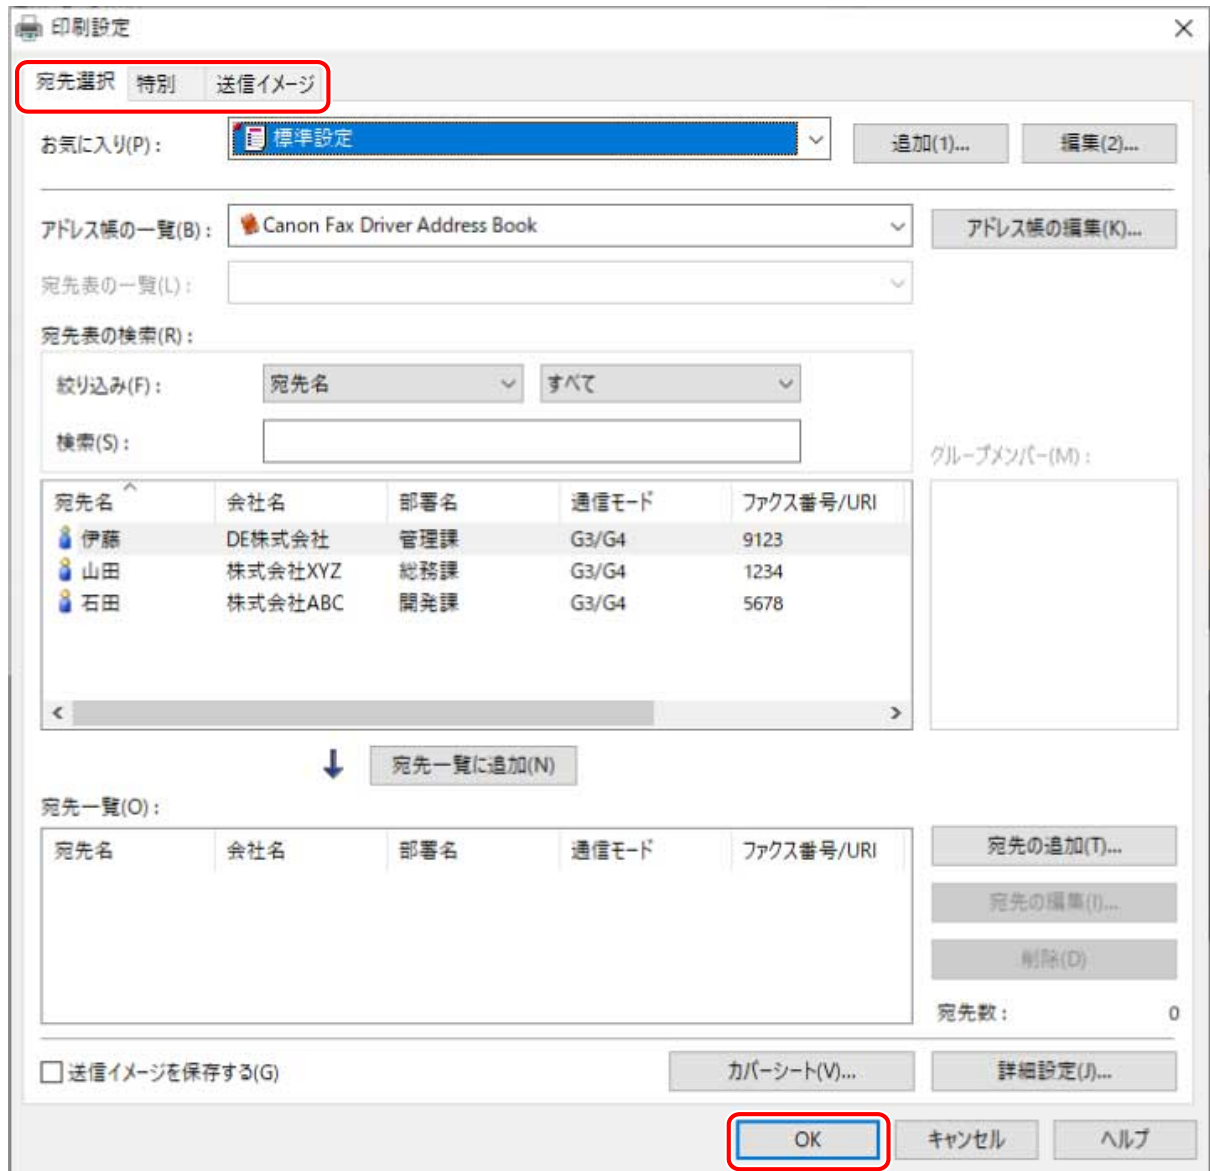 印刷設定
宛先選択 特別 送信イメージ
お気に入り(P): 標準設定 追加(1)... 編集(2)...
アドレス帳の一覧(B): Canon Fax Driver Address Book アドレス帳の編集(K)...
宛先表の一覧(L):
宛先表の検索(R):
絞り込み(F): 宛先名 すべて
検索(S):
グループメンバー(M):
宛先名 会社名 部署名 通信モード ファクス番号/URI
伊藤 DE株式会社 管理課 G3/G4 9123
山田 株式会社XYZ 総務課 G3/G4 1234
石田 株式会社ABC 開発課 G3/G4 5678
宛先一覧に追加(N)
宛先一覧(O):
宛先名 会社名 部署名 通信モード ファクス番号/URI
宛先の追加(T)...
宛先の編集(I)...
削除(D)
宛先数: 0
送信イメージを保存する(G) カバーシート(V)... 詳細設定(J)...
OK キャンセル ヘルプ